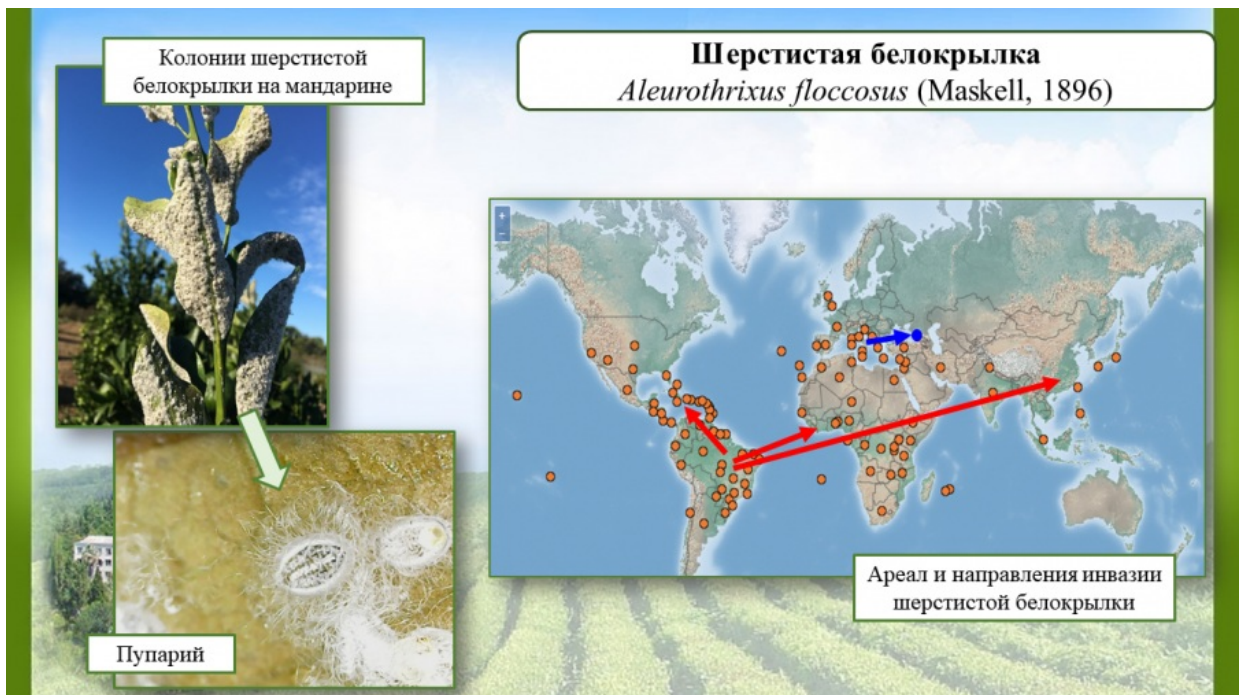 Колонии шерстистой
белокрылки на мандарине
Шерстистая белокрылка
Aleurothrixus floccosus (Maskell, 1896)
+
−
Ареал и направления инвазии
шерстистой белокрылки
Пупарий